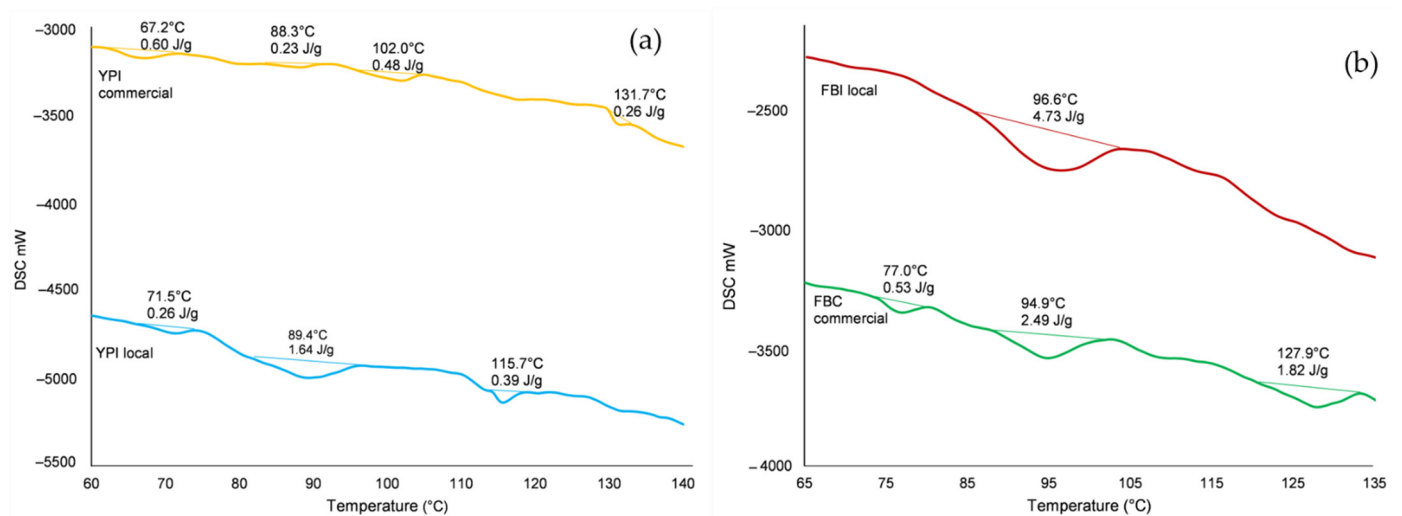 (a)
DSC mW
−3000
−3500
−4000
−4500
−5000
−5500
67.2°C
0.60 J/g
88.3°C
0.23 J/g
102.0°C
0.48 J/g
131.7°C
0.26 J/g
YPI
commercial
71.5°C
0.26 J/g
89.4°C
1.64 J/g
115.7°C
0.39 J/g
YPI local
60 70 80 90 100 110 120 130 140
Temperature (°C)
(b)
DSC mW
−2500
−3000
−3500
−4000
FBI local
96.6°C
4.73 J/g
77.0°C
0.53 J/g
94.9°C
2.49 J/g
127.9°C
1.82 J/g
FBC
commercial
65 75 85 95 105 115 125 135
Temperature (°C)